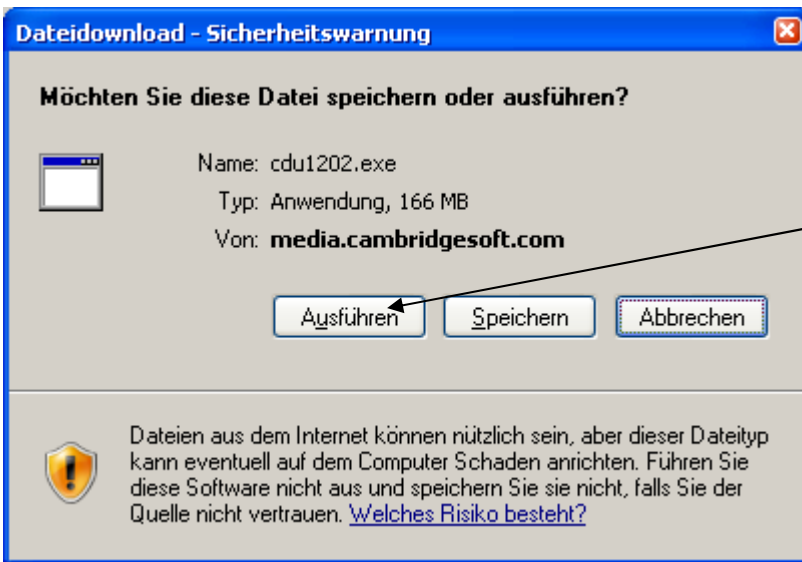 Dateidownload - Sicherheitswarnung
Möchten Sie diese Datei speichern oder ausführen?
Name: cdu1202.exe
Typ: Anwendung, 166 MB
Von: media.cambridgesoft.com
Ausführen Speichern Abbrechen
Dateien aus dem Internet können nützlich sein, aber dieser Dateityp
kann eventuell auf dem Computer Schaden anrichten. Führen Sie
diese Software nicht aus und speichern Sie sie nicht, falls Sie der
Quelle nicht vertrauen. Welches Risiko besteht?